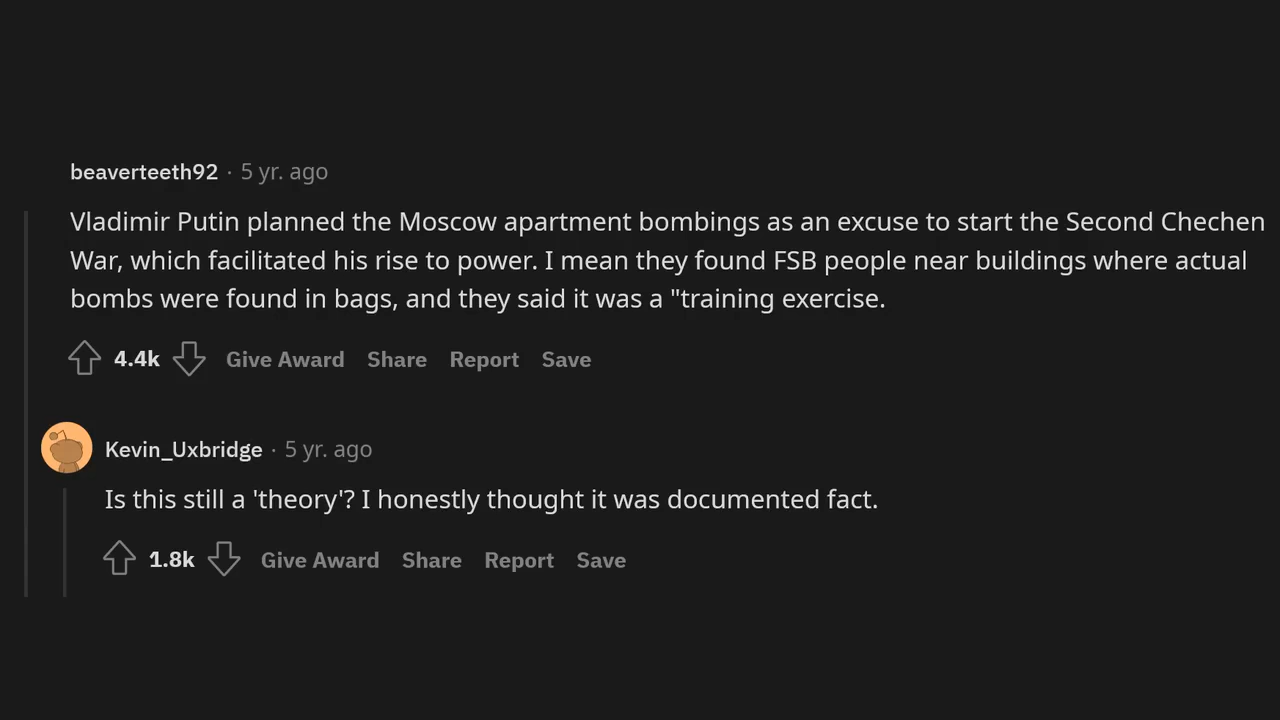 beaverteeth92 · 5 yr. ago
Vladimir Putin planned the Moscow apartment bombings as an excuse to start the Second Chechen
War, which facilitated his rise to power. I mean they found FSB people near buildings where actual
bombs were found in bags, and they said it was a "training exercise.
4.4k Give Award Share Report Save
Kevin_Uxbridge · 5 yr. ago
Is this still a 'theory'? I honestly thought it was documented fact.
1.8k Give Award Share Report Save